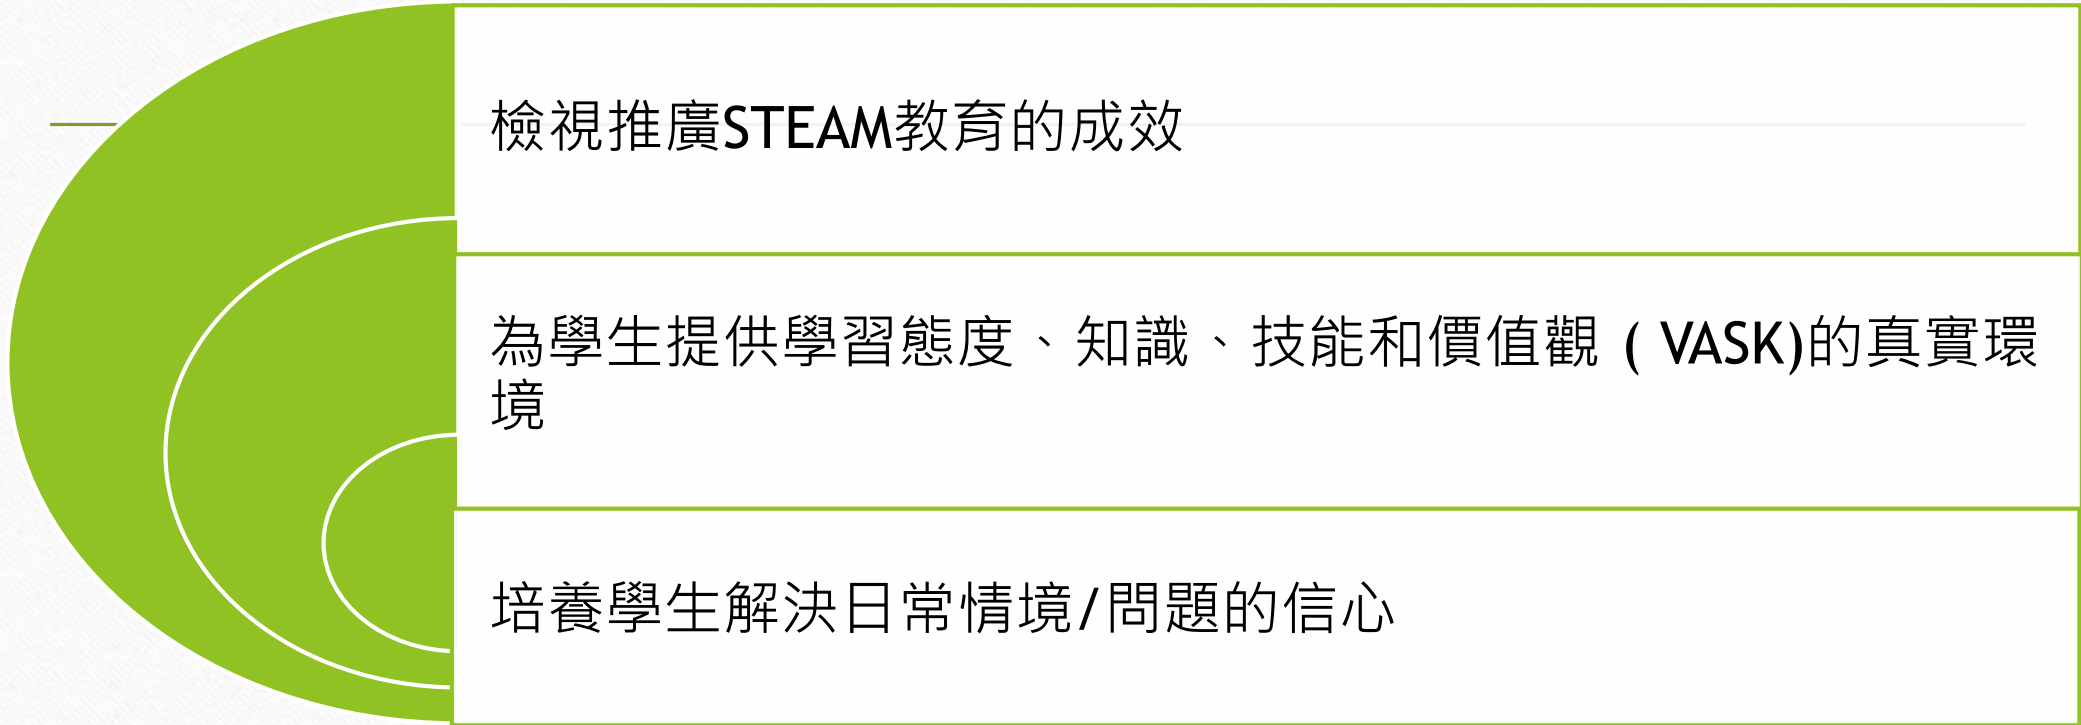 檢視推廣STEAM教育的成效
為學生提供學習態度、知識、技能和價值觀 ( VASK)的真實環
境
培養學生解決日常情境/問題的信心